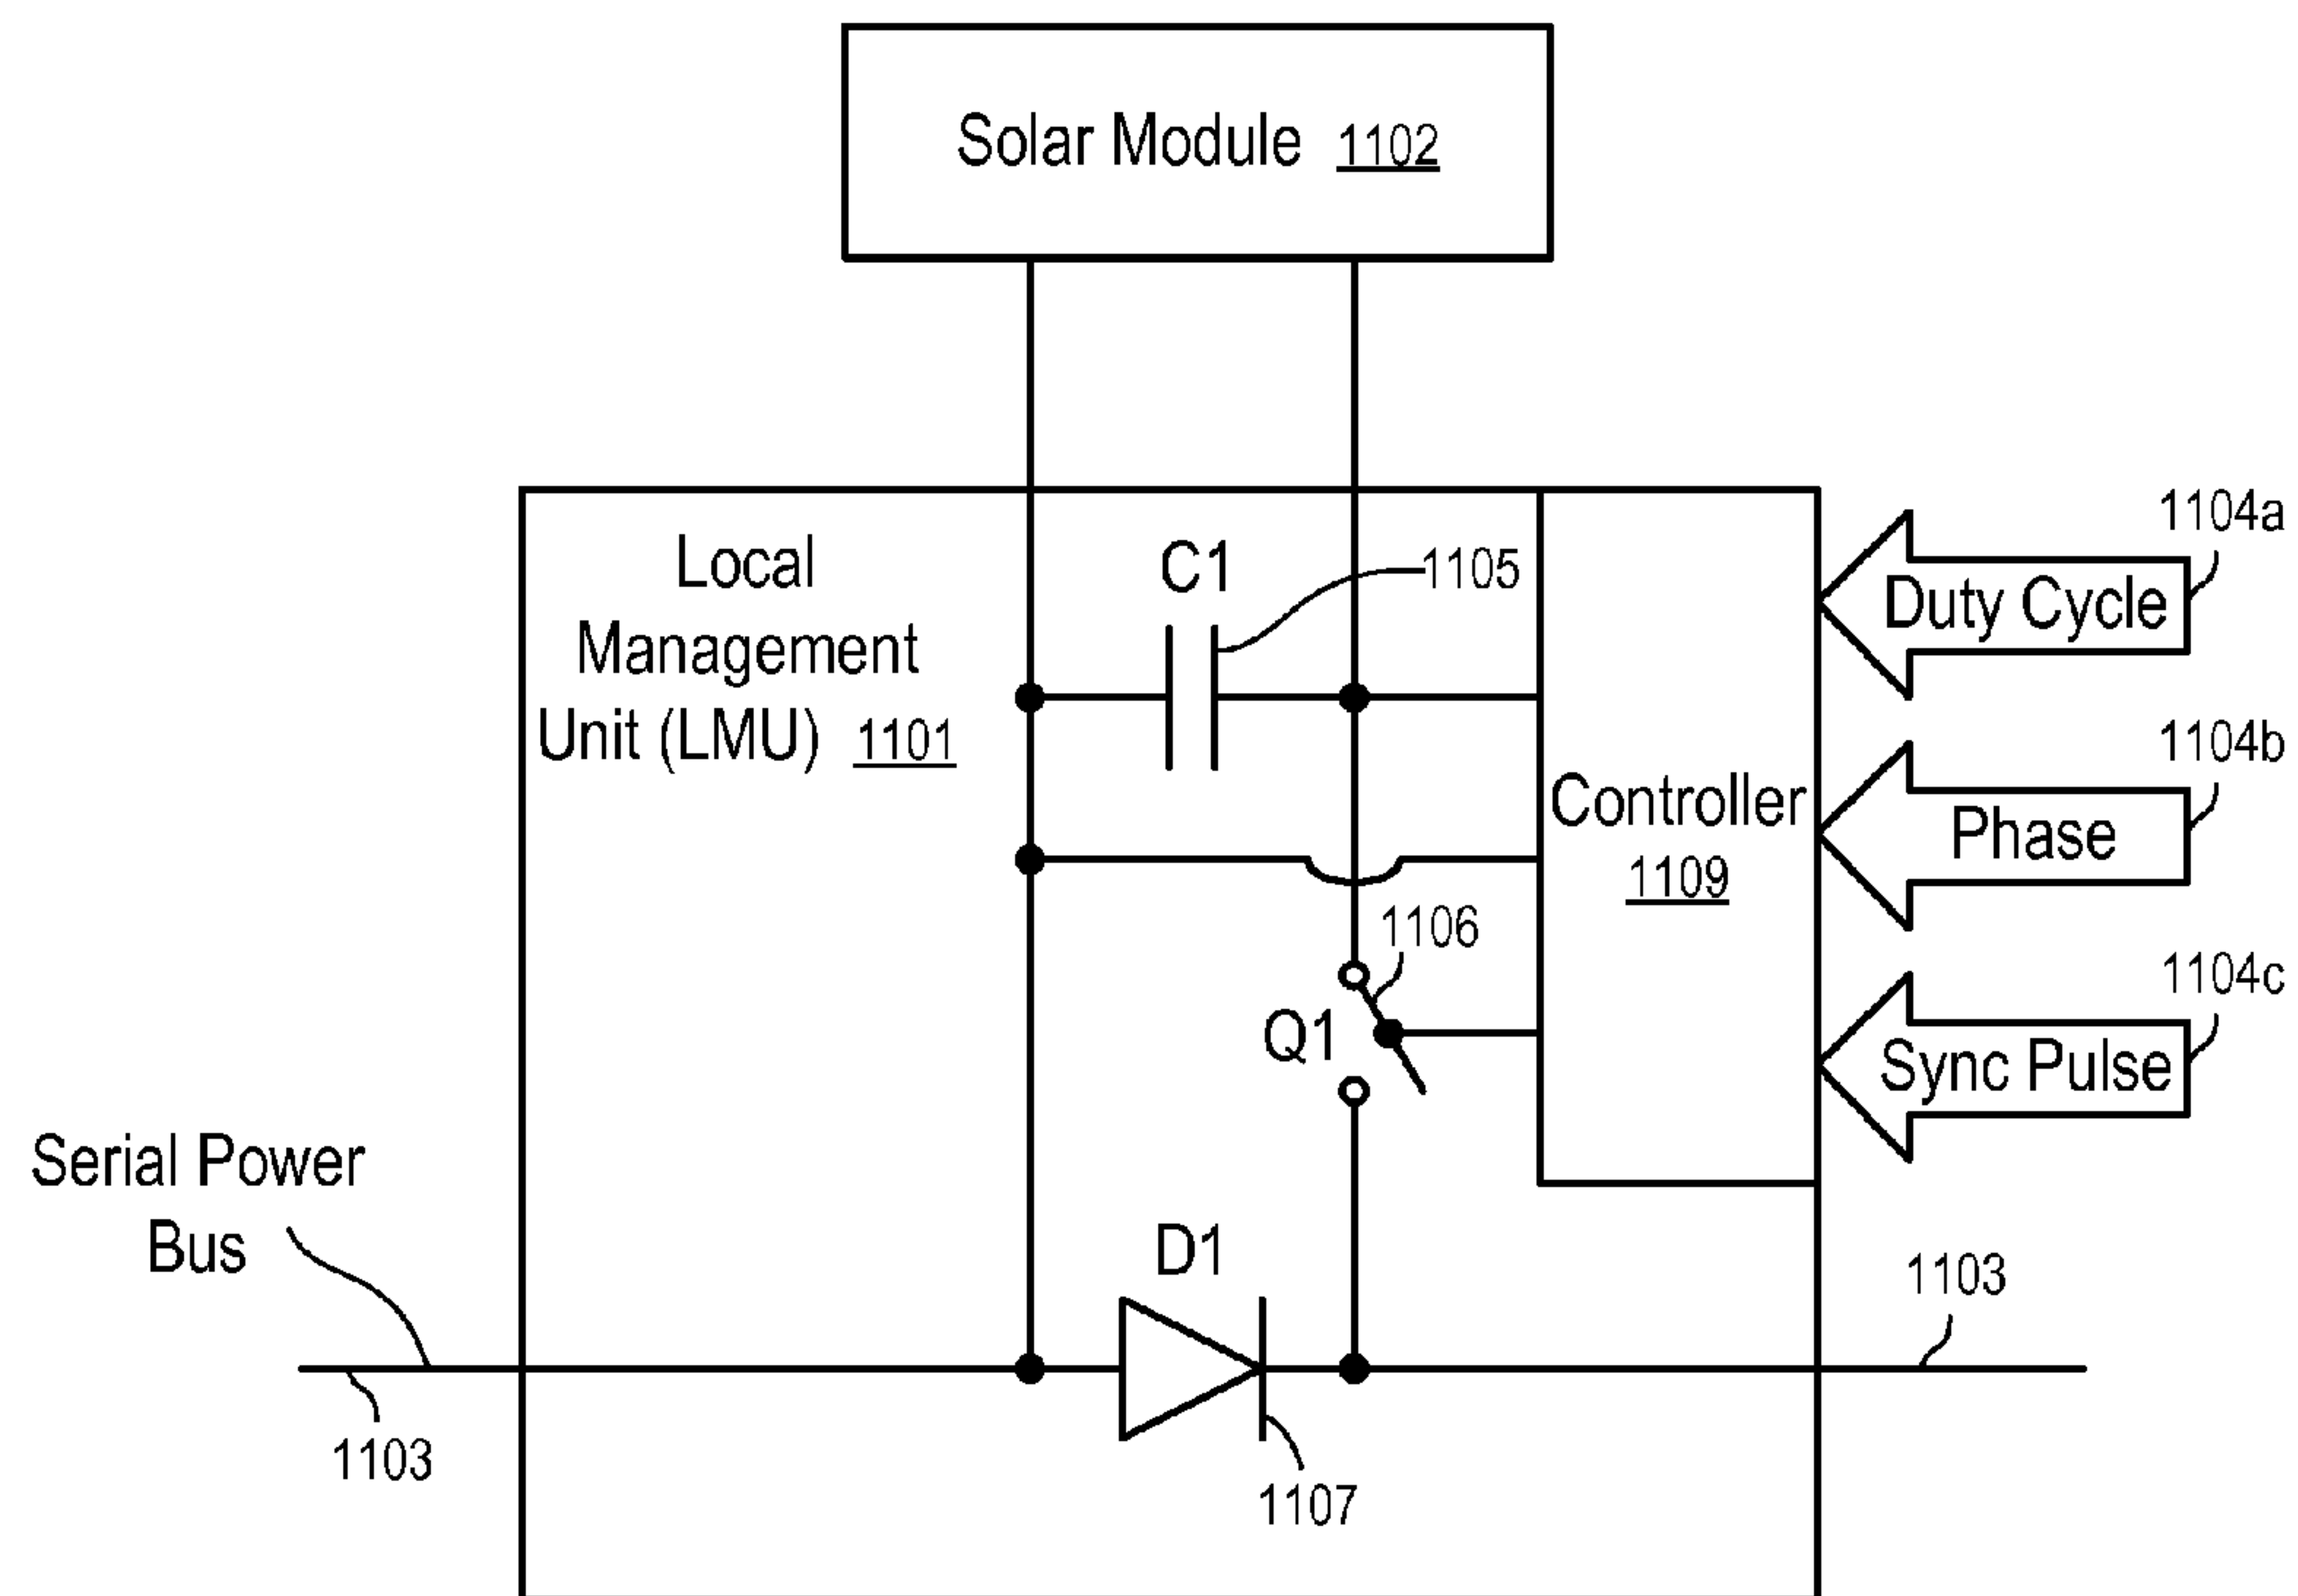 Solar Module 1102
Local
Management
Unit (LMU) 1101
C1
1105
Controller
1109
1104a
Duty Cycle
1104b
Phase
1106
Q1
1104c
Sync Pulse
Serial Power
Bus
D1
1103
1103
1107